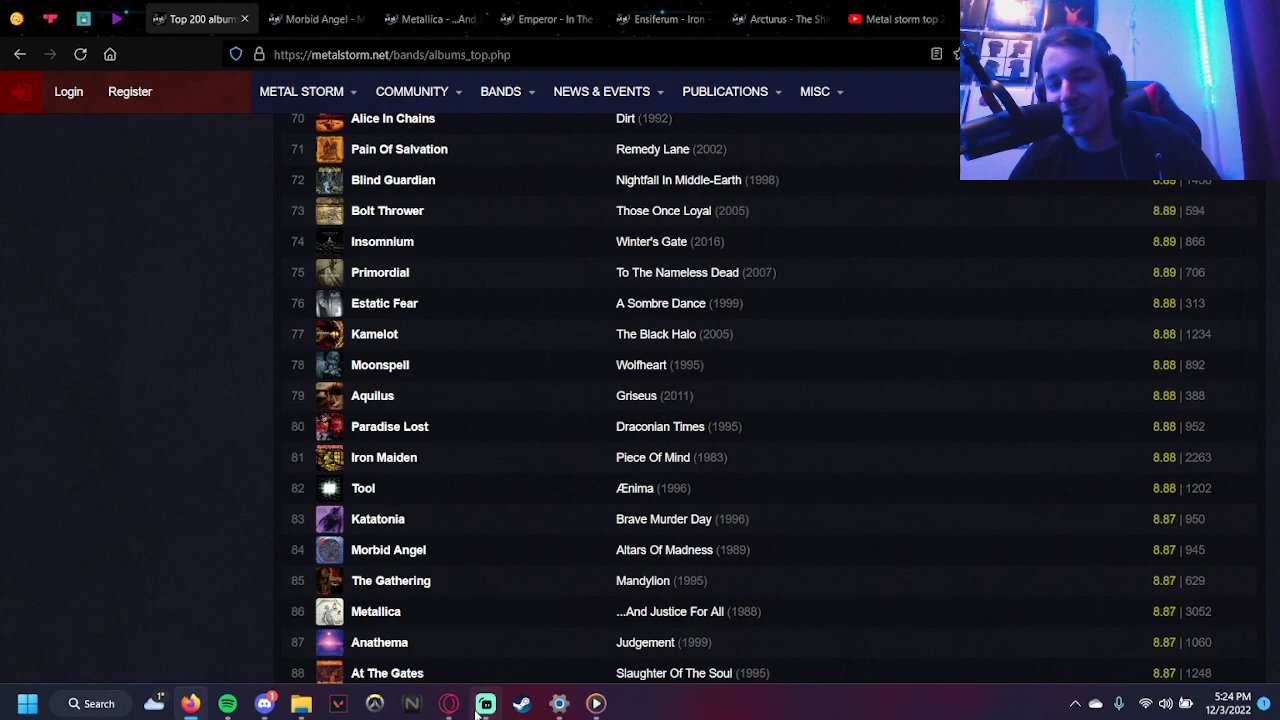 Top 200 album
Morbid Angel - M
Metallica - ...And
Emperor - In The
Ensiferum - Iron
Arcturus - The Sh
Metal storm top 2
https://metalstorm.net/bands/albums_top.php
Login
Register
METAL STORM
COMMUNITY
BANDS
NEWS & EVENTS
PUBLICATIONS
MISC
70 Alice In Chains Dirt (1992)
71 Pain Of Salvation Remedy Lane (2002)
72 Blind Guardian Nightfall In Middle-Earth (1998)
73 Bolt Thrower Those Once Loyal (2005) 8.89 | 594
74 Insomnium Winter's Gate (2016) 8.89 | 865
75 Primordial To The Nameless Dead (2007) 8.89 | 706
76 Estatic Fear A Sombre Dance (1999) 8.88 | 313
77 Kamelot The Black Halo (2005) 8.88 | 1234
78 Moonspell Wolfheart (1995) 8.88 | 892
79 Aquilus Griseus (2011) 8.88 | 388
80 Paradise Lost Draconian Times (1995) 8.88 | 952
81 Iron Maiden Piece Of Mind (1983) 8.88 | 2263
82 Tool Ænima (1996) 8.88 | 1202
83 Katatonia Brave Murder Day (1996) 8.87 | 950
84 Morbid Angel Altars Of Madness (1989) 8.87 | 945
85 The Gathering Mandylion (1995) 8.87 | 629
86 Metallica ...And Justice For All (1988) 8.87 | 3052
87 Anathema Judgement (1999) 8.87 | 1060
88 At The Gates Slaughter Of The Soul (1995) 8.87 | 1248
Search
1
5:24 PM
12/3/2022
1